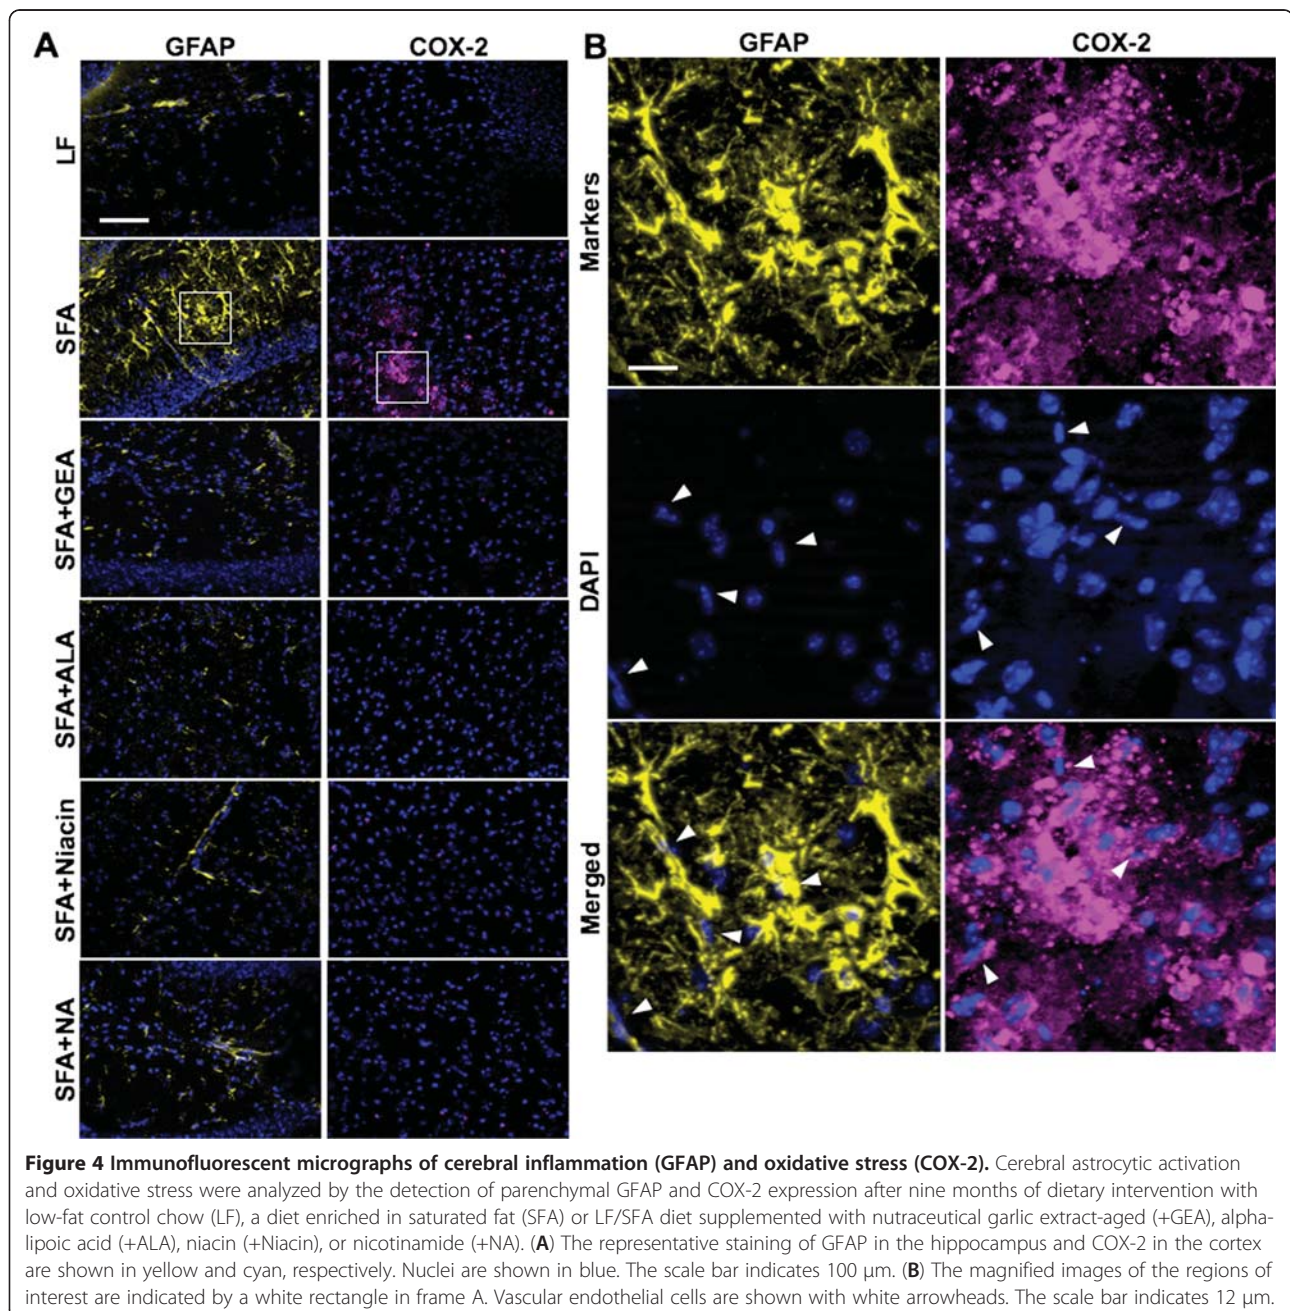 A
GFAP
COX-2
B
GFAP
COX-2
LF
SFA
SFA+GEA
SFA+ALA
SFA+Niacin
SFA+NA
Markers
DAPI
Merged
Figure 4 Immunofluorescent micrographs of cerebral inflammation (GFAP) and oxidative stress (COX-2). Cerebral astrocytic activation
and oxidative stress were analyzed by the detection of parenchymal GFAP and COX-2 expression after nine months of dietary intervention with
low-fat control chow (LF), a diet enriched in saturated fat (SFA) or LF/SFA diet supplemented with nutraceutical garlic extract-aged (+GEA), alpha-
lipoic acid (+ALA), niacin (+Niacin), or nicotinamide (+NA). (A) The representative staining of GFAP in the hippocampus and COX-2 in the cortex
are shown in yellow and cyan, respectively. Nuclei are shown in blue. The scale bar indicates 100 μm. (B) The magnified images of the regions of
interest are indicated by a white rectangle in frame A. Vascular endothelial cells are shown with white arrowheads. The scale bar indicates 12 μm.